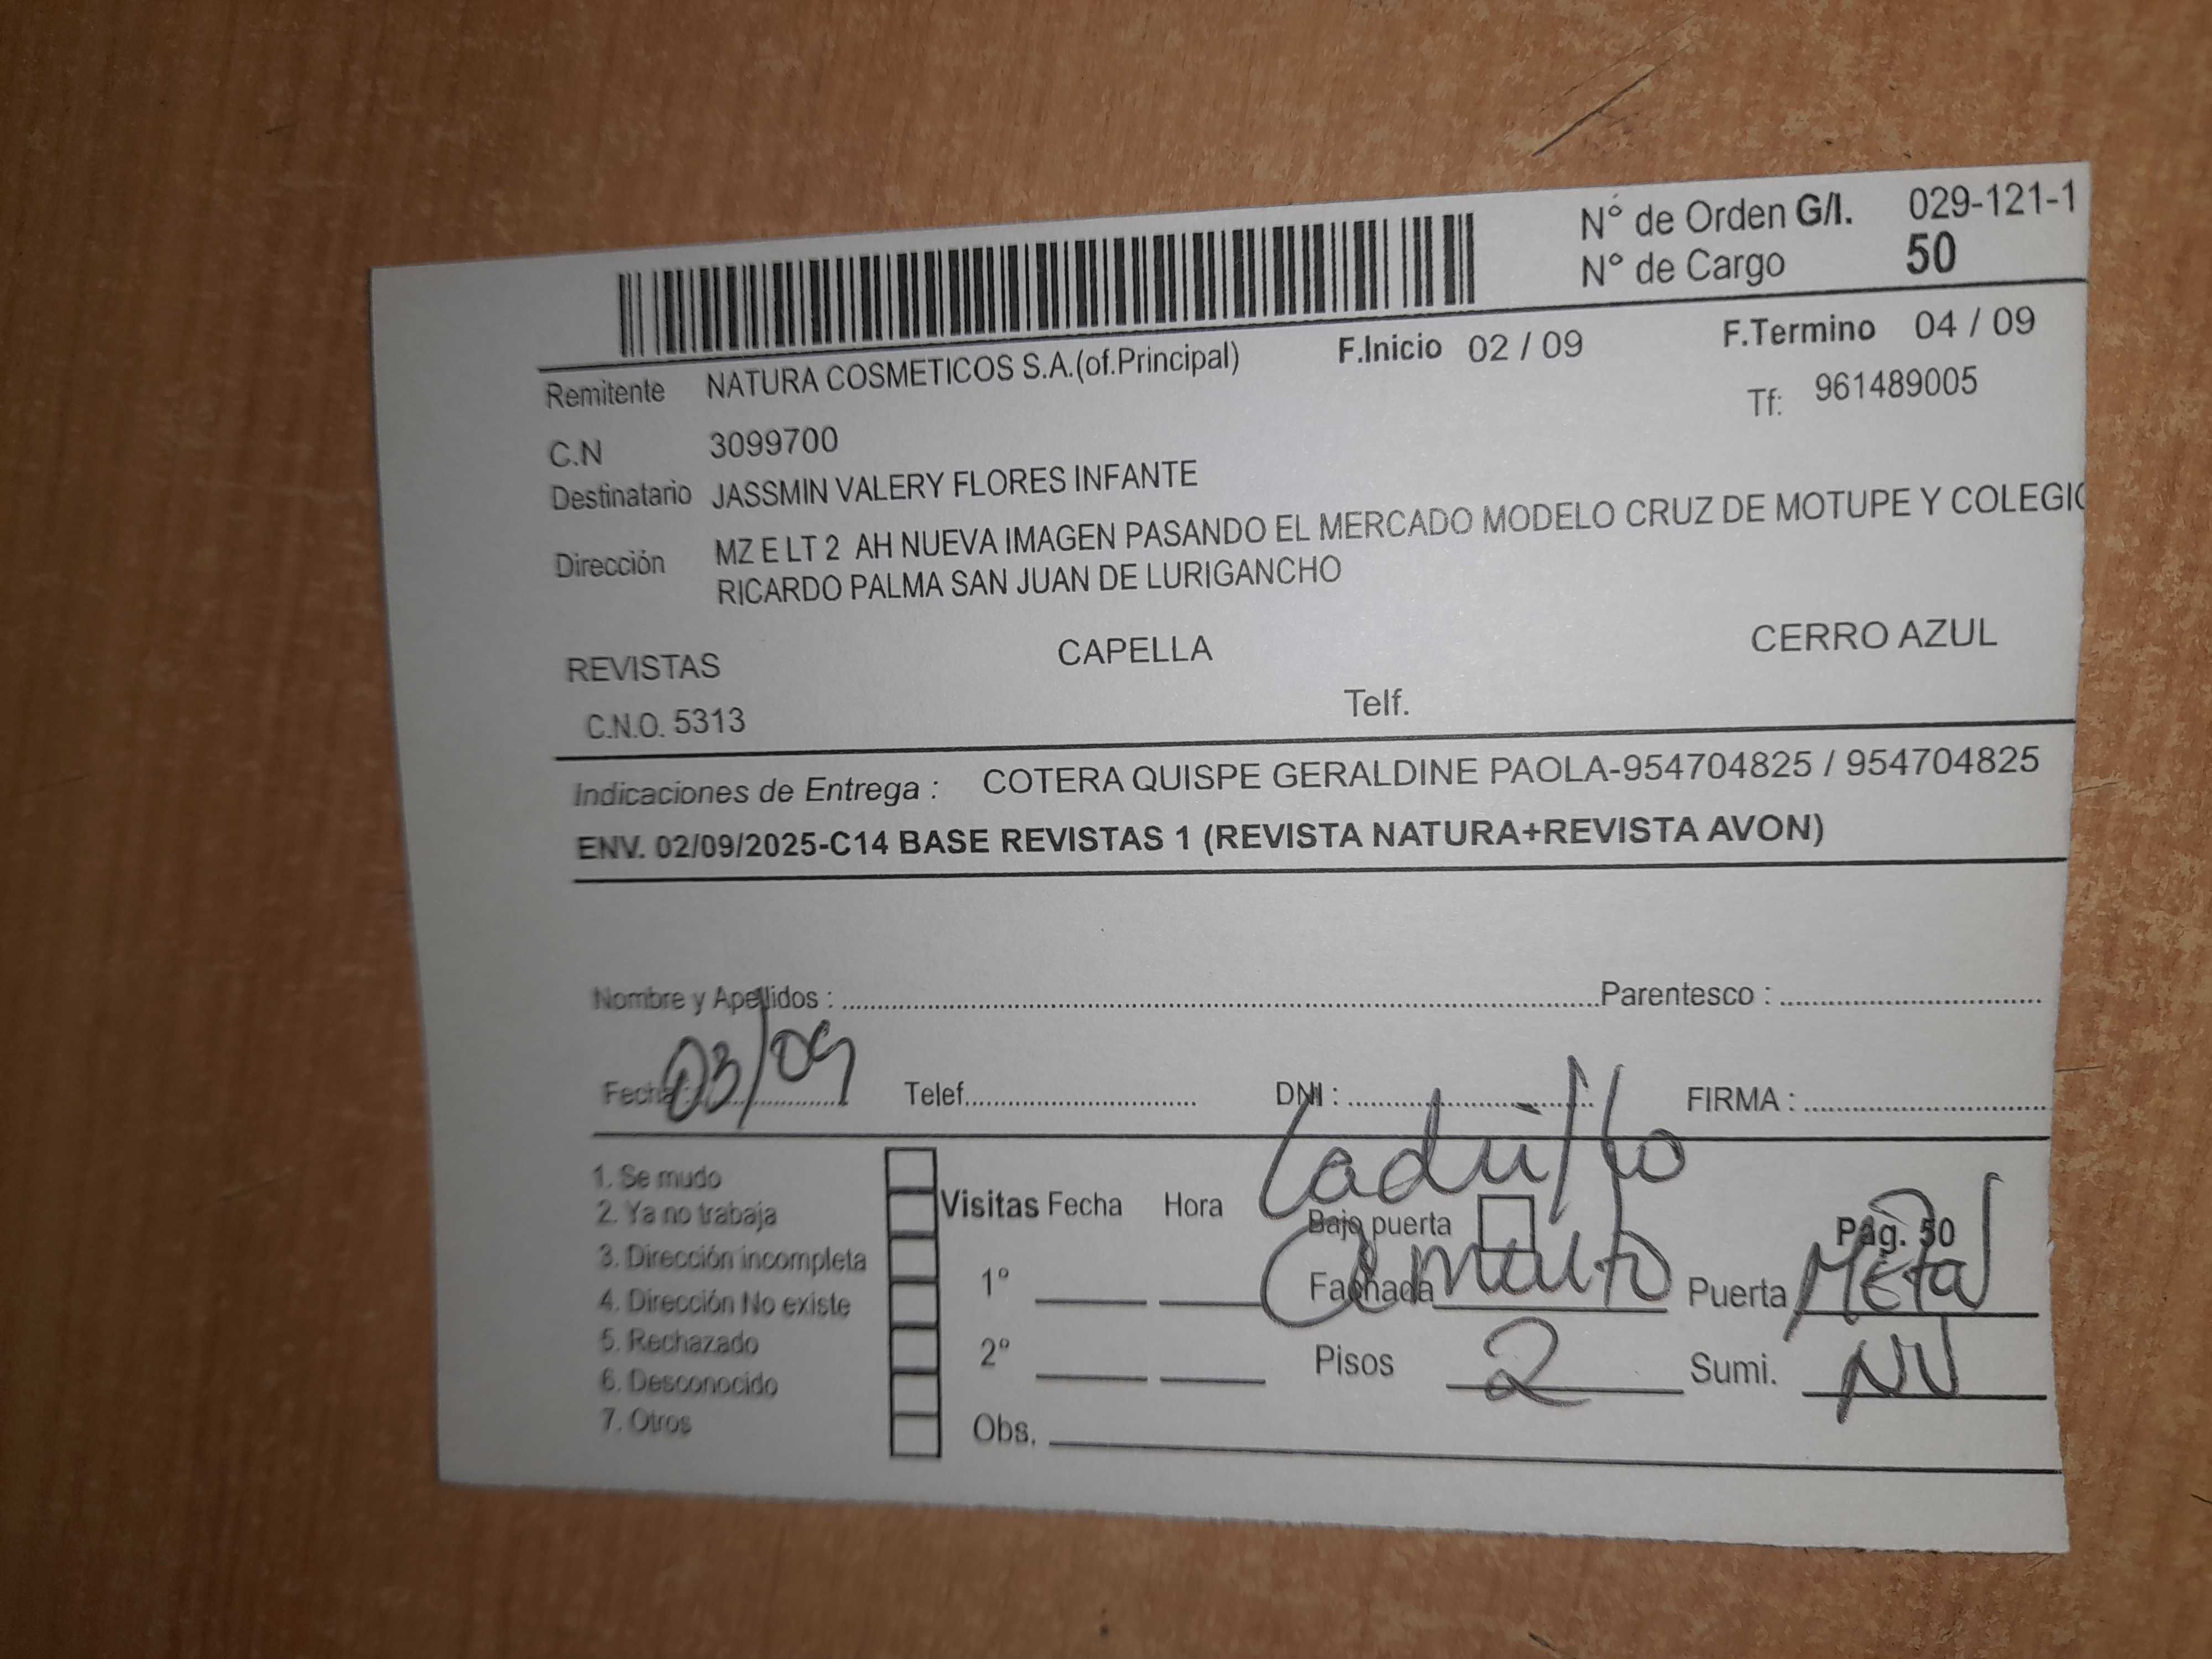 N° de Orden G/I. 029-121-1
N° de Cargo 50
F.Inicio 02 / 09 F.Termino 04 / 09
Remitente NATURA COSMETICOS S.A.(of.Principal)
Tf: 961489005
C.N 3099700
Destinatario JASSMIN VALERY FLORES INFANTE
Dirección MZ E LT 2 AH NUEVA IMAGEN PASANDO EL MERCADO MODELO CRUZ DE MOTUPE Y COLEGIO
RICARDO PALMA SAN JUAN DE LURIGANCHO
REVISTAS CAPELLA CERRO AZUL
C.N.O. 5313 Telf.
Indicaciones de Entrega : COTERA QUISPE GERALDINE PAOLA-954704825 / 954704825
ENV. 02/09/2025-C14 BASE REVISTAS 1 (REVISTA NATURA+REVISTA AVON)
Nombre y Apellidos : Parentesco :
Fecha : 03/09 Telef. DNI : FIRMA :
Ladrillo
1. Se mudo
2. Ya no trabaja
3. Dirección incompleta
4. Dirección No existe
5. Rechazado
6. Desconocido
7. Otros
Visitas Fecha Hora
1°
2°
Obs.
Bajo puerta Pág. 50
Fachada Puerta Metal
Pisos 2 Sumi. NV